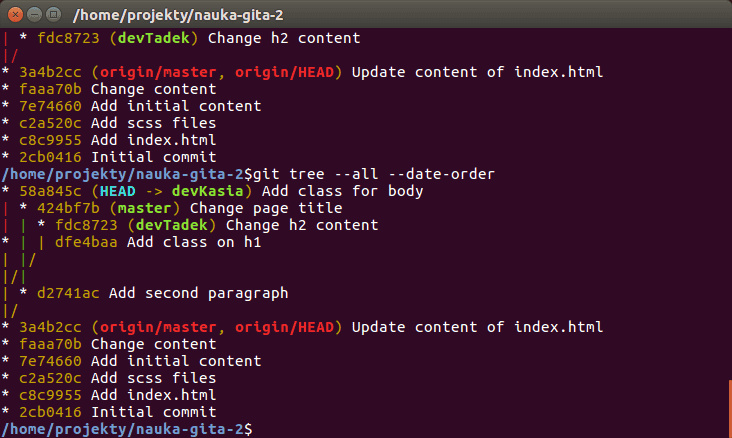 /home/projekty/nauka-gita-2
| * fdc8723 (devTadek) Change h2 content
|/
* 3a4b2cc (origin/master, origin/HEAD) Update content of index.html
* faaa70b Change content
* 7e74660 Add initial content
* c2a520c Add scss files
* c8c9955 Add index.html
* 2cb0416 Initial commit
/home/projekty/nauka-gita-2$git tree --all --date-order
* 58a845c (HEAD -> devKasia) Add class for body
| * 424bf7b (master) Change page title
| | * fdc8723 (devTadek) Change h2 content
* | | dfe4baa Add class on h1
| |/
|/|
| * d2741ac Add second paragraph
|/
* 3a4b2cc (origin/master, origin/HEAD) Update content of index.html
* faaa70b Change content
* 7e74660 Add initial content
* c2a520c Add scss files
* c8c9955 Add index.html
* 2cb0416 Initial commit
/home/projekty/nauka-gita-2$